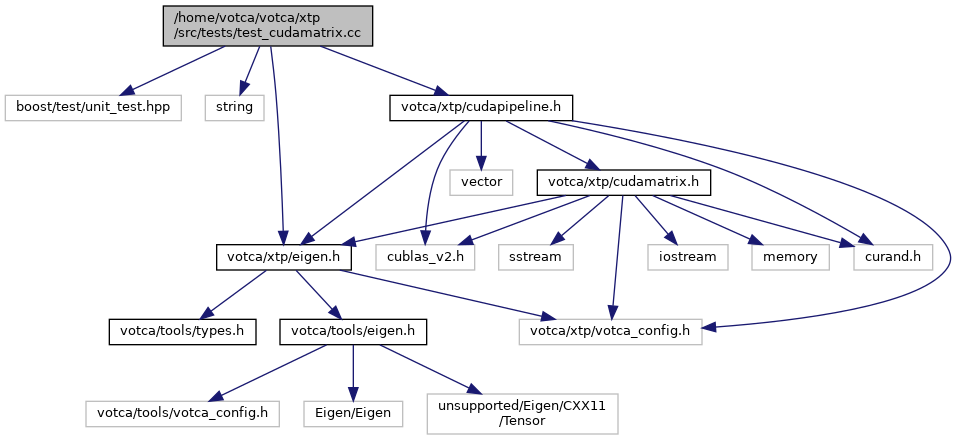 /home/votca/votca/xtp
/src/tests/test_cudamatrix.cc
boost/test/unit_test.hpp
string
votca/xtp/cudapipeline.h
vector
votca/xtp/cudamatrix.h
votca/xtp/eigen.h
cublas_v2.h
sstream
iostream
memory
curand.h
votca/tools/types.h
votca/tools/eigen.h
votca/xtp/votca_config.h
votca/tools/votca_config.h
Eigen/Eigen
unsupported/Eigen/CXX11
/Tensor